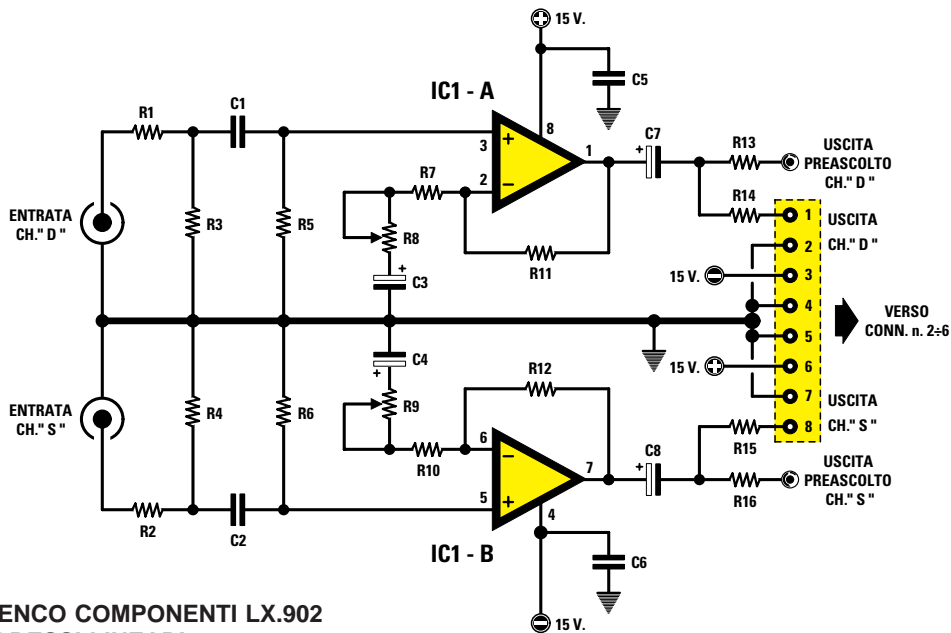 15 V.
C5
IC1 - A
R1
C1
8
3
+
1
2
−
C7
+
R13
USCITA
PREASCOLTO
CH." D "
R7
R14
1
USCITA
CH." D "
ENTRATA
CH." D "
R3
R5
R8
R11
2
15 V.
3
+
C3
4
VERSO
CONN. n. 2÷6
5
C4
+
R12
15 V.
6
ENTRATA
CH." S "
R4
R6
R9
7
USCITA
CH." S "
8
R10
6
−
7
C8
+
R15
5
+
4
R16
USCITA
PREASCOLTO
CH." S "
R2
C2
IC1 - B
C6
ENCO COMPONENTI LX.902
15 V.